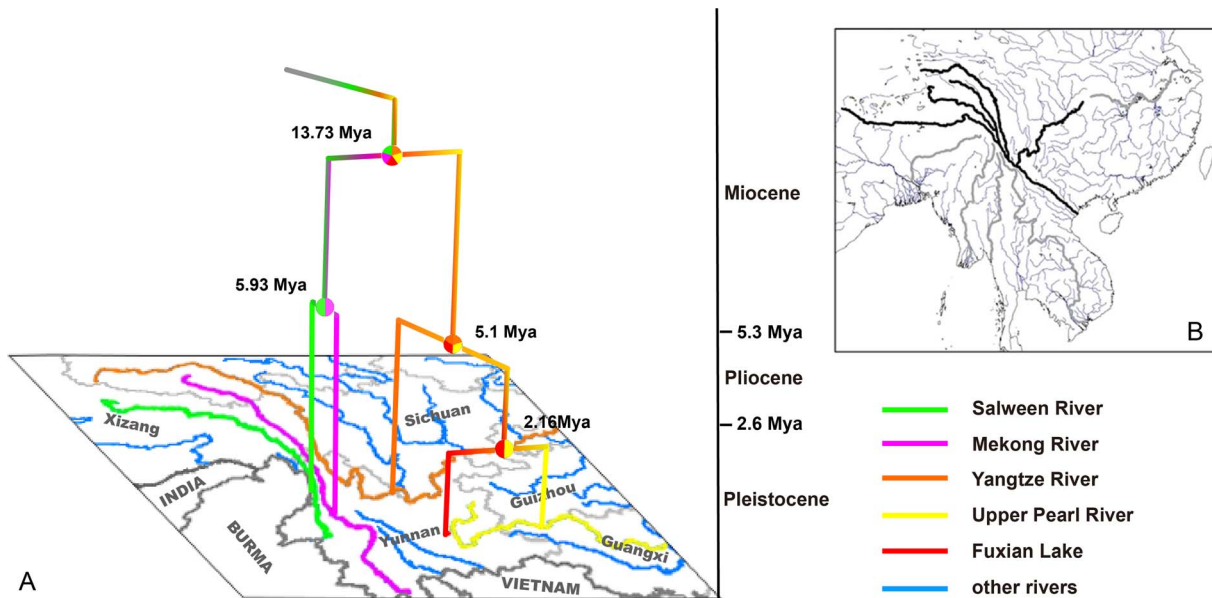 13.73 Mya
5.93 Mya
5.1 Mya
2.16Mya
Xizang
Sichuan
INDIA
BURMA
Yunnan
Guizhou
Guangxi
VIETNAM
A
Miocene
5.3 Mya
Pliocene
2.6 Mya
Pleistocene
B
Salween River
Mekong River
Yangtze River
Upper Pearl River
Fuxian Lake
other rivers